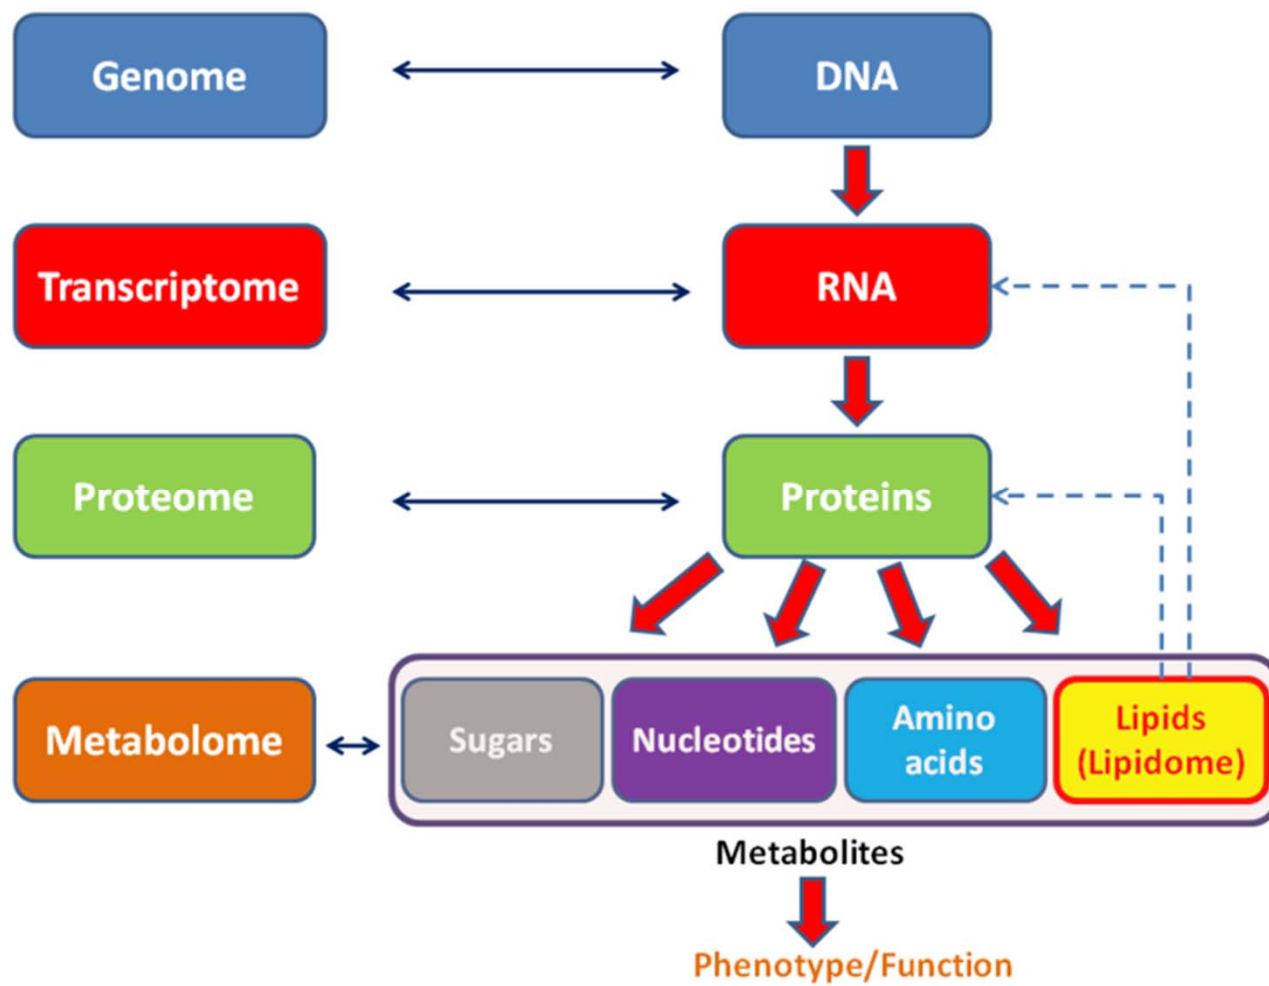 Genome
DNA
Transcriptome
RNA
Proteome
Proteins
Metabolome
Sugars
Nucleotides
Amino
acids
Lipids
(Lipidome)
Metabolites
Phenotype/Function